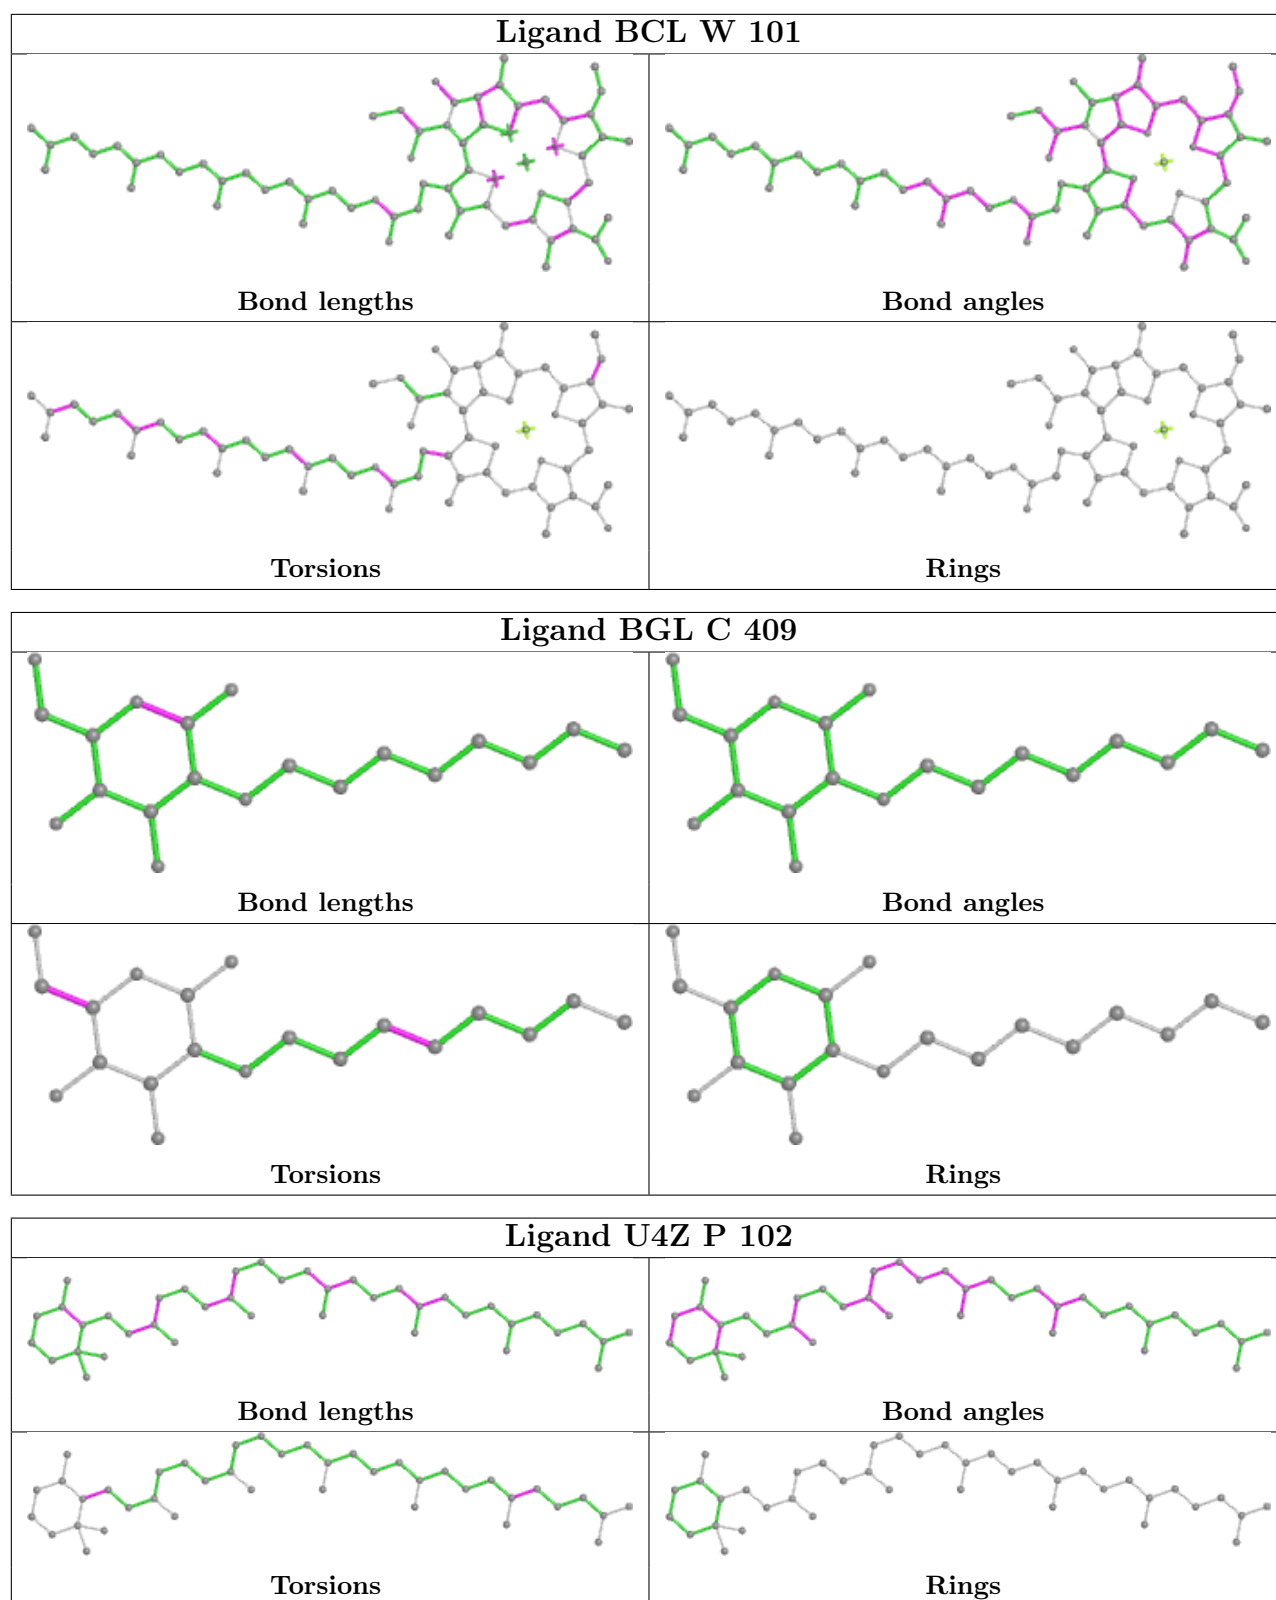 Ligand BCL W 101
Bond lengths
Bond angles
Torsions
Rings
Ligand BGL C 409
Bond lengths
Bond angles
Torsions
Rings
Ligand U4Z P 102
Bond lengths
Bond angles
Torsions
Rings